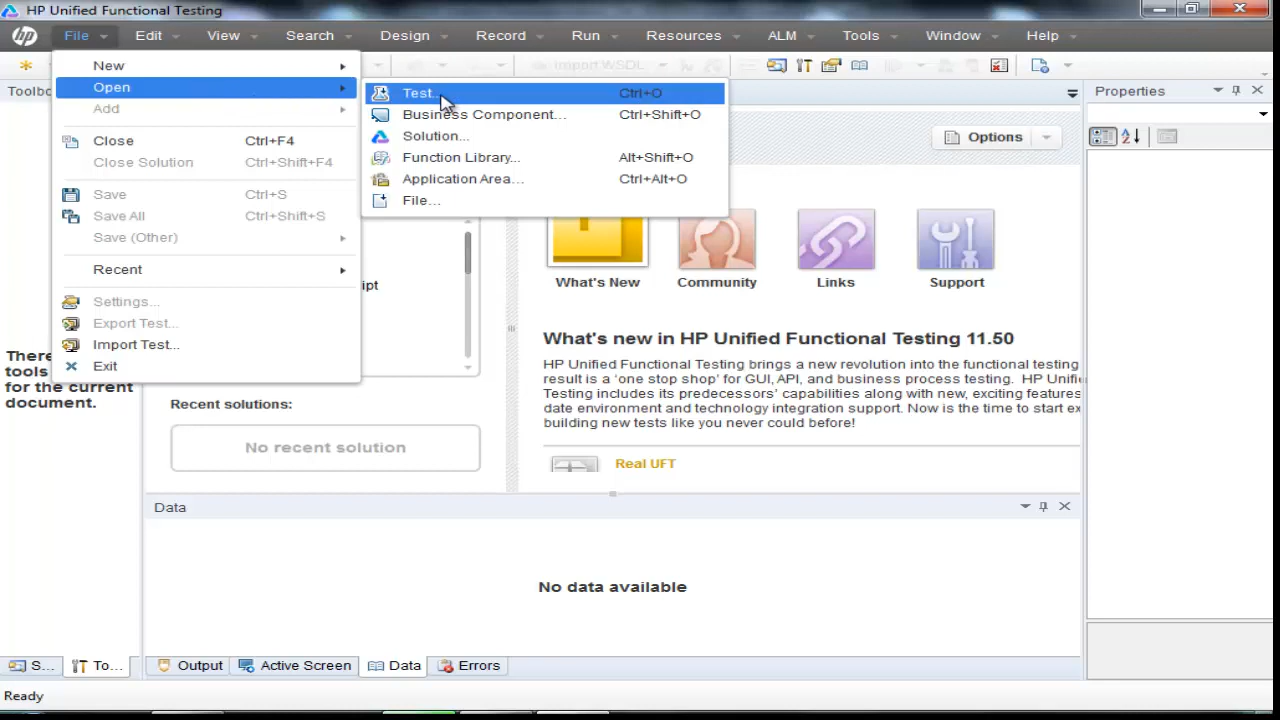 HP Unified Functional Testing
hp File Edit View Search Design Record Run Resources ALM Tools Window Help
Import WSDL
New
Open
Add
Close Ctrl+F4
Close Solution Ctrl+Shift+F4
Save Ctrl+S
Save All Ctrl+Shift+S
Save (Other)
Recent
Settings...
Export Test...
Import Test...
Exit
Test... Ctrl+O
Business Component... Ctrl+Shift+O
Solution...
Function Library... Alt+Shift+O
Application Area... Ctrl+Alt+O
File...
Toolbo
There
tools
for the current
document.
ipt
Recent solutions:
No recent solution
Options
What's New Community Links Support
What's new in HP Unified Functional Testing 11.50
HP Unified Functional Testing brings a new revolution into the functional testing
result is a 'one stop shop' for GUI, API, and business process testing. HP Unifi
Testing includes its predecessors' capabilities along with new, exciting features
date environment and technology integration support. Now is the time to start ex
building new tests like you never could before!
Real UFT
Properties
Data
No data available
S... To... Output Active Screen Data Errors
Ready